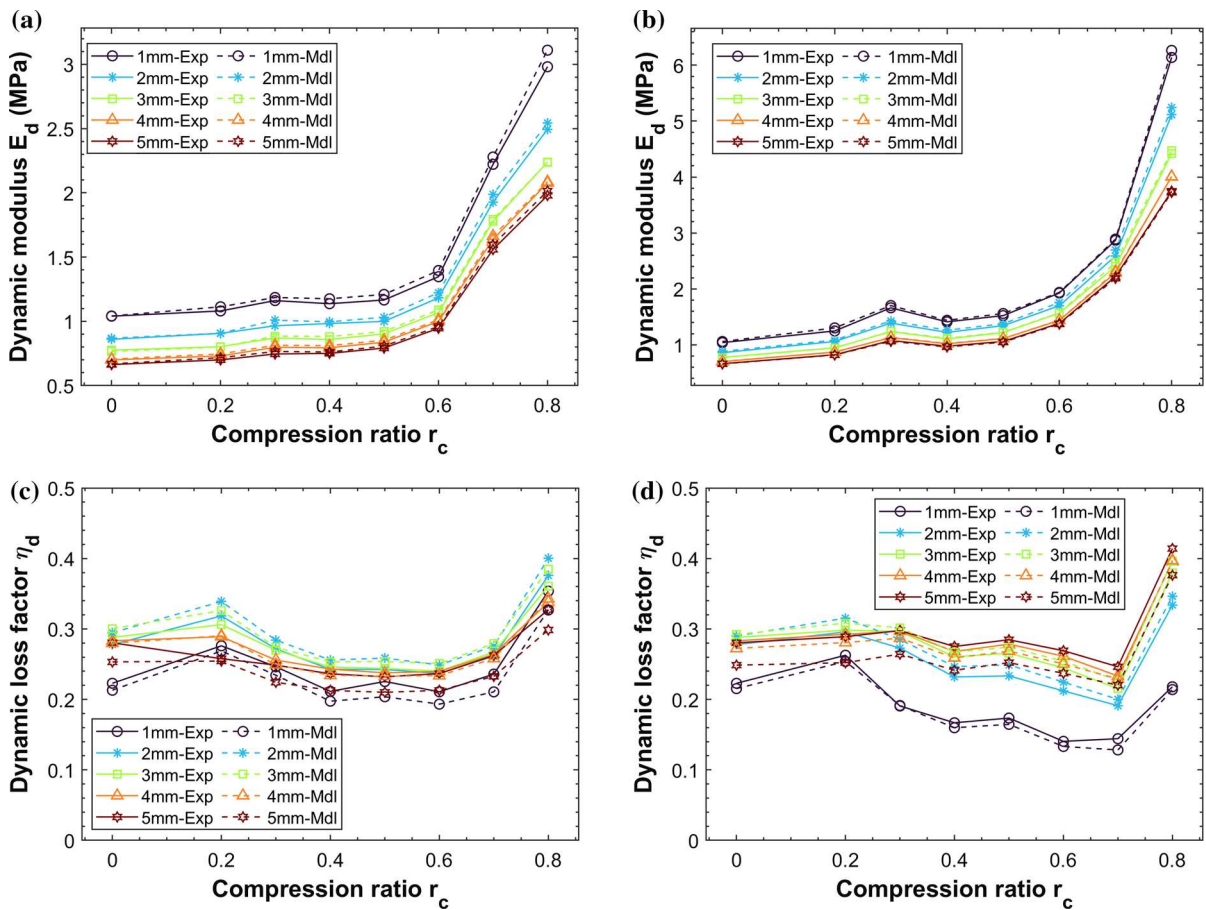 (a)
Dynamic modulus E_d (MPa)
3
2.5
2
1.5
1
0.5
1mm-Exp 1mm-Mdl
2mm-Exp 2mm-Mdl
3mm-Exp 3mm-Mdl
4mm-Exp 4mm-Mdl
5mm-Exp 5mm-Mdl
0 0.2 0.4 0.6 0.8
Compression ratio r_c
(b)
Dynamic modulus E_d (MPa)
6
5
4
3
2
1
1mm-Exp 1mm-Mdl
2mm-Exp 2mm-Mdl
3mm-Exp 3mm-Mdl
4mm-Exp 4mm-Mdl
5mm-Exp 5mm-Mdl
0 0.2 0.4 0.6 0.8
Compression ratio r_c
(c)
Dynamic loss factor η_d
0.5
0.4
0.3
0.2
0.1
0
1mm-Exp 1mm-Mdl
2mm-Exp 2mm-Mdl
3mm-Exp 3mm-Mdl
4mm-Exp 4mm-Mdl
5mm-Exp 5mm-Mdl
0 0.2 0.4 0.6 0.8
Compression ratio r_c
(d)
Dynamic loss factor η_d
0.5
0.4
0.3
0.2
0.1
0
1mm-Exp 1mm-Mdl
2mm-Exp 2mm-Mdl
3mm-Exp 3mm-Mdl
4mm-Exp 4mm-Mdl
5mm-Exp 5mm-Mdl
0 0.2 0.4 0.6 0.8
Compression ratio r_c